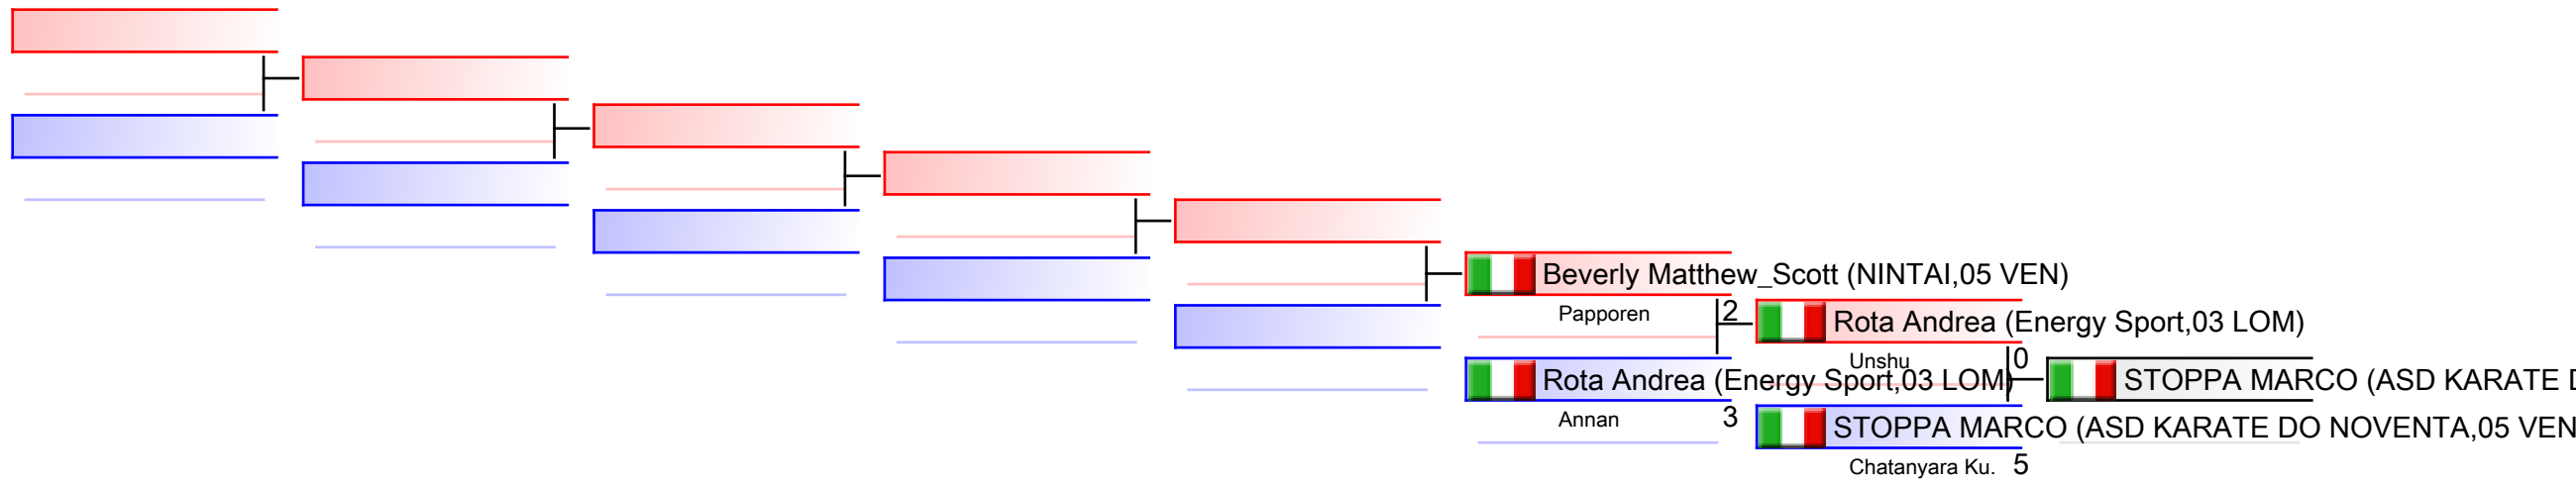 Beverly Matthew_Scott (NINTAI,05 VEN)
Papporen 2
Rota Andrea (Energy Sport,03 LOM)
Annan 3
Rota Andrea (Energy Sport,03 LOM)
Unshu 0
STOPPA MARCO (ASD KARATE DO NOVENTA,05 VEN
Chatanyara Ku. 5
STOPPA MARCO (ASD KARATE